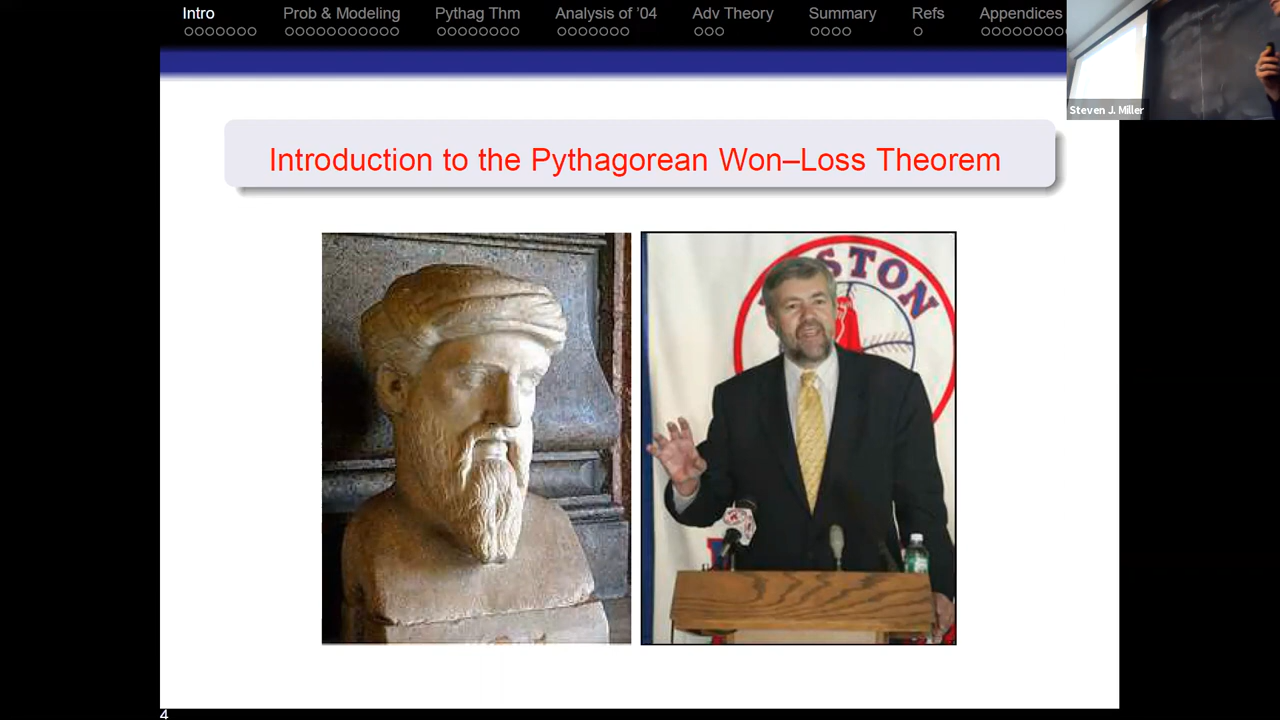 Intro Prob & Modeling Pythag Thm Analysis of ’04 Adv Theory Summary Refs Appendices
Steven J. Miller
Introduction to the Pythagorean Won–Loss Theorem
STON
4